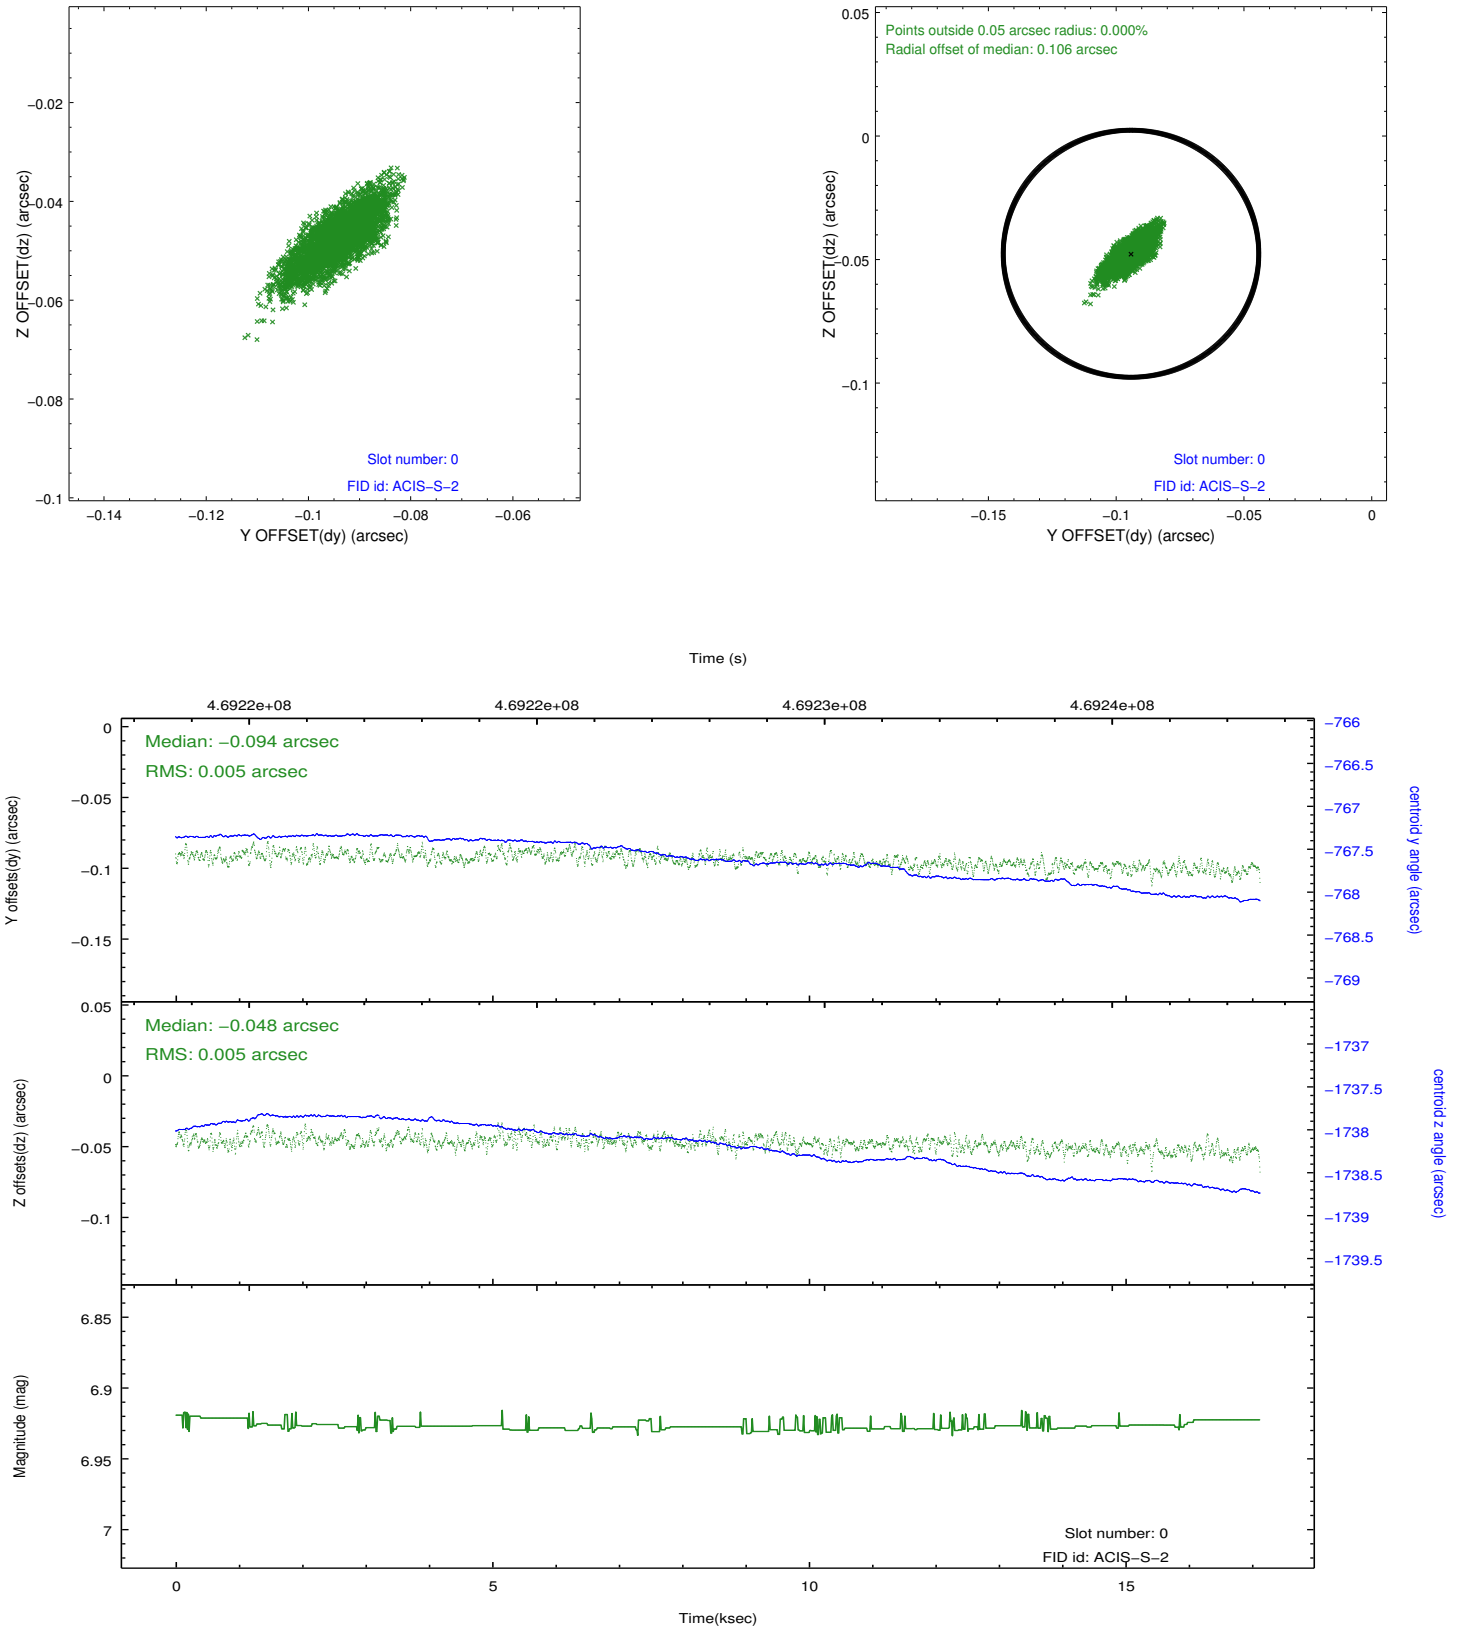 −0.02
−0.04
−0.06
−0.08
−0.1
Z OFFSET(dz) (arcsec)
Slot number: 0
FID id: ACIS−S−2
−0.14 −0.12 −0.1 −0.08 −0.06
Y OFFSET(dy) (arcsec)
Points outside 0.05 arcsec radius: 0.000%
Radial offset of median: 0.106 arcsec
0.05
0
−0.05
−0.1
Z OFFSET(dz) (arcsec)
Slot number: 0
FID id: ACIS−S−2
−0.15 −0.1 −0.05 0
Y OFFSET(dy) (arcsec)
Time (s)
4.6922e+08 4.6922e+08 4.6923e+08 4.6924e+08
Median: −0.094 arcsec
RMS: 0.005 arcsec
0
−0.05
−0.1
−0.15
Y offsets(dy) (arcsec)
−766
−766.5
−767
−767.5
−768
−768.5
−769
centroid y angle (arcsec)
Median: −0.048 arcsec
RMS: 0.005 arcsec
0.05
0
−0.05
−0.1
Z offsets(dz) (arcsec)
−1737
−1737.5
−1738
−1738.5
−1739
−1739.5
centroid z angle (arcsec)
6.85
6.9
6.95
7
Magnitude (mag)
Slot number: 0
FID id: ACIS−S−2
0 5 10 15
Time(ksec)